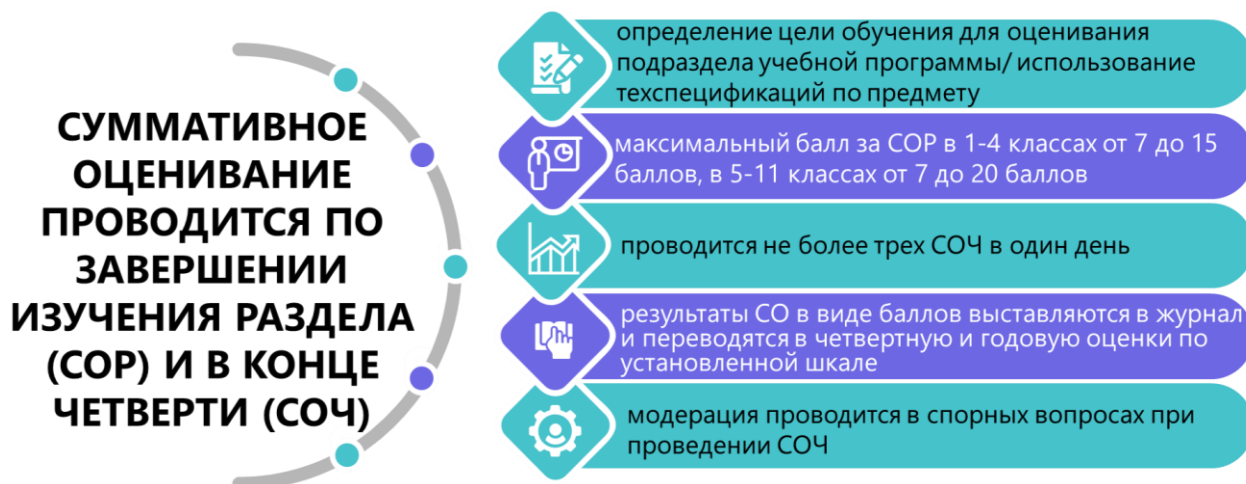 СУММАТИВНОЕ
ОЦЕНИВАНИЕ
ПРОВОДИТСЯ ПО
ЗАВЕРШЕНИИ
ИЗУЧЕНИЯ РАЗДЕЛА
(СОР) И В КОНЦЕ
ЧЕТВЕРТИ (СОЧ)
определение цели обучения для оценивания
подраздела учебной программы/ использование
техспецификаций по предмету
максимальный балл за СОР в 1-4 классах от 7 до 15
баллов, в 5-11 классах от 7 до 20 баллов
проводится не более трех СОЧ в один день
результаты СО в виде баллов выставляются в журнал
и переводятся в четвертную и годовую оценки по
установленной шкале
модерация проводится в спорных вопросах при
проведении СОЧ